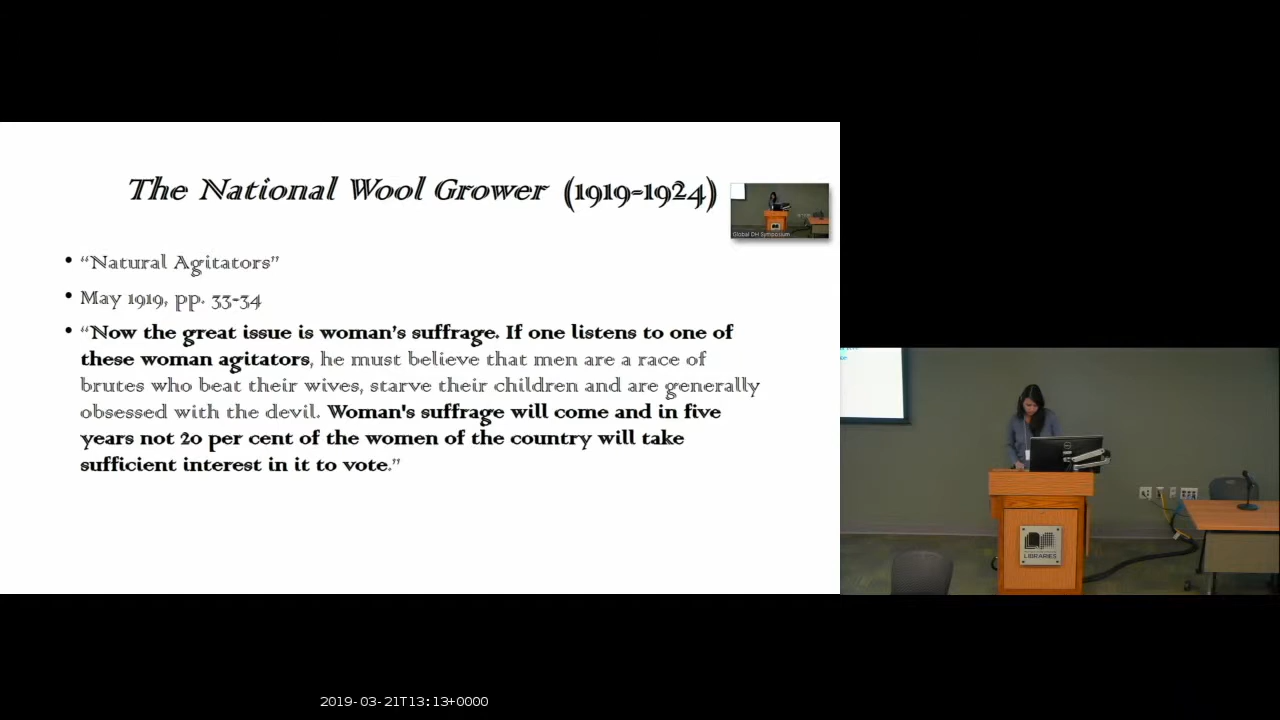 The National Wool Grower (1919-1924)
Global DH Symposium
• “Natural Agitators”
• May 1919, pp. 33-34
• “Now the great issue is woman’s suffrage. If one listens to one of
these woman agitators, he must believe that men are a race of
brutes who beat their wives, starve their children and are generally
obsessed with the devil. Woman's suffrage will come and in five
years not 20 per cent of the women of the country will take
sufficient interest in it to vote.”
LIBRARIES
2019-03-21T13:13+0000